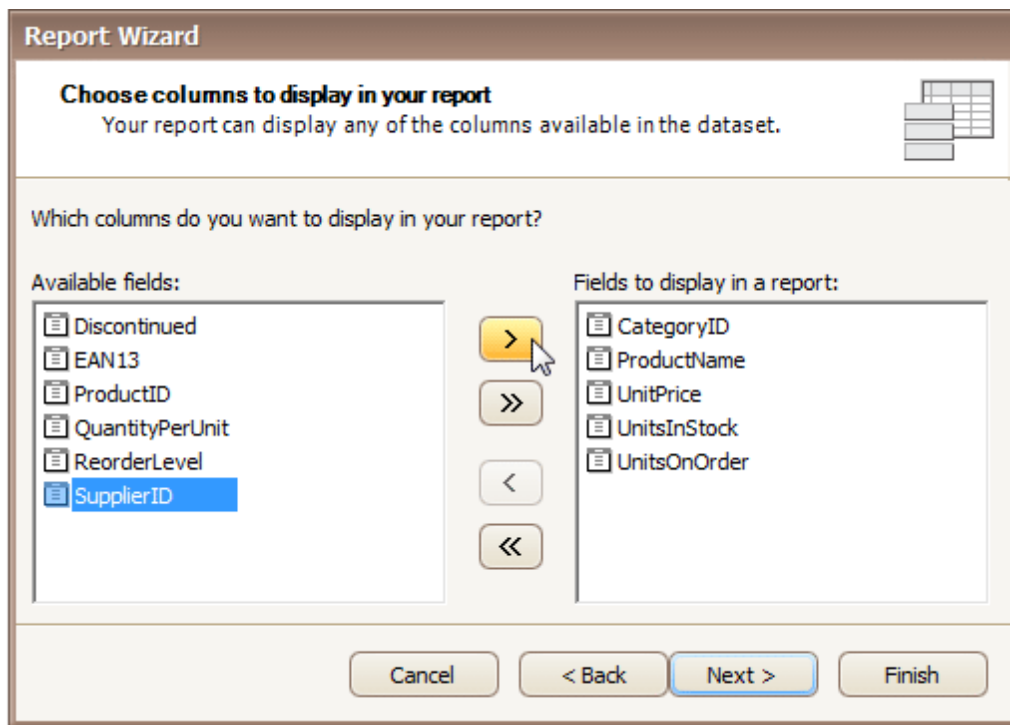 Report Wizard
Choose columns to display in your report
Your report can display any of the columns available in the dataset.
Which columns do you want to display in your report?
Available fields:
Discontinued
EAN13
ProductID
QuantityPerUnit
ReorderLevel
SupplierID
>
>>
<
<<
Fields to display in a report:
CategoryID
ProductName
UnitPrice
UnitsInStock
UnitsOnOrder
Cancel
< Back
Next >
Finish